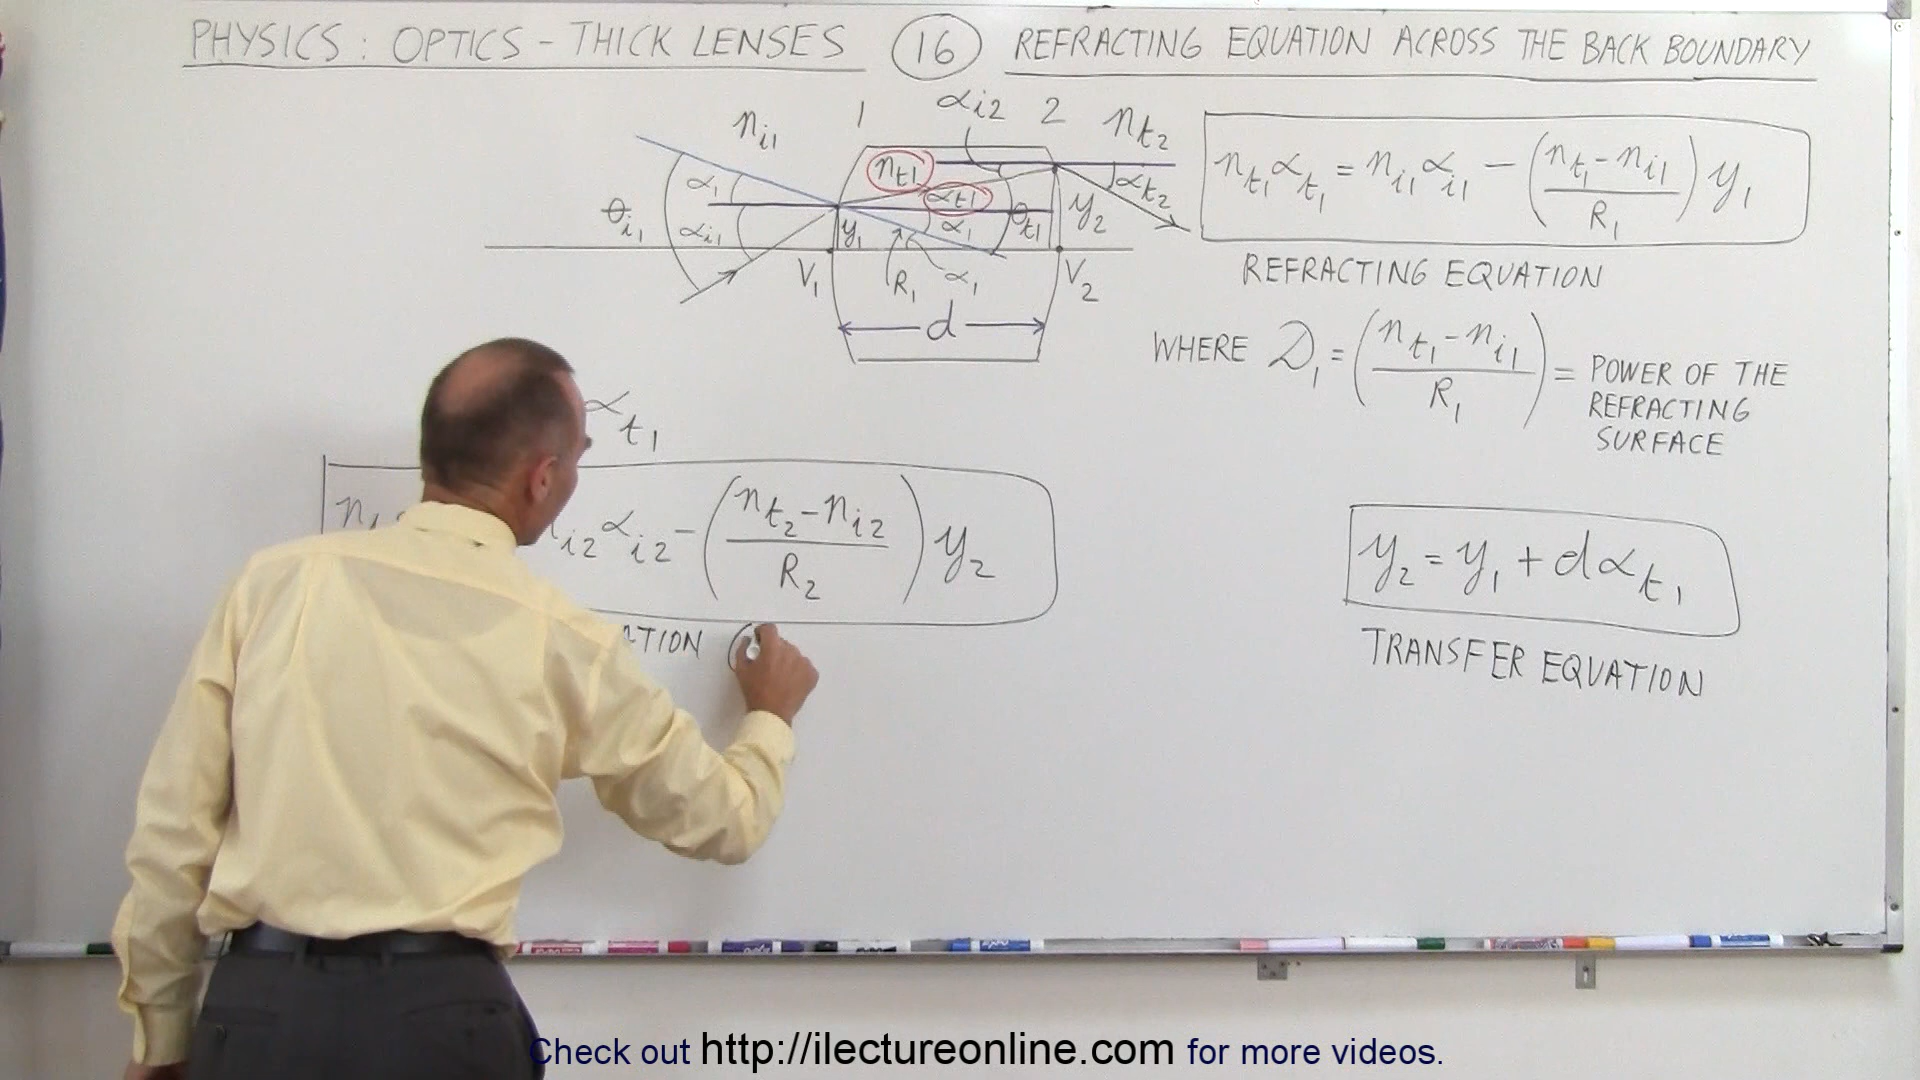 PHYSICS: OPTICS - THICK LENSES (16) REFRACTING EQUATION ACROSS THE BACK BOUNDARY
n_i1 1 α_i2 2 n_t2
n_t1
α_1 α_t1 α_t2
θ_i1 α_i1 y_1 α_1 θ_t1 y_2
V_1 R_1 α_1 V_2
d
n_t1 α_t1 = n_i1 α_i1 - ((n_t1 - n_i1)/R_1) y_1
REFRACTING EQUATION
WHERE 𝒟_1 = ((n_t1 - n_i1)/R_1) = POWER OF THE
REFRACTING
SURFACE
α_t1
i2 α_i2 - ((n_t2 - n_i2)/R_2) y_2
ATION (
y_2 = y_1 + dα_t1
TRANSFER EQUATION
Check out http://ilectureonline.com for more videos.